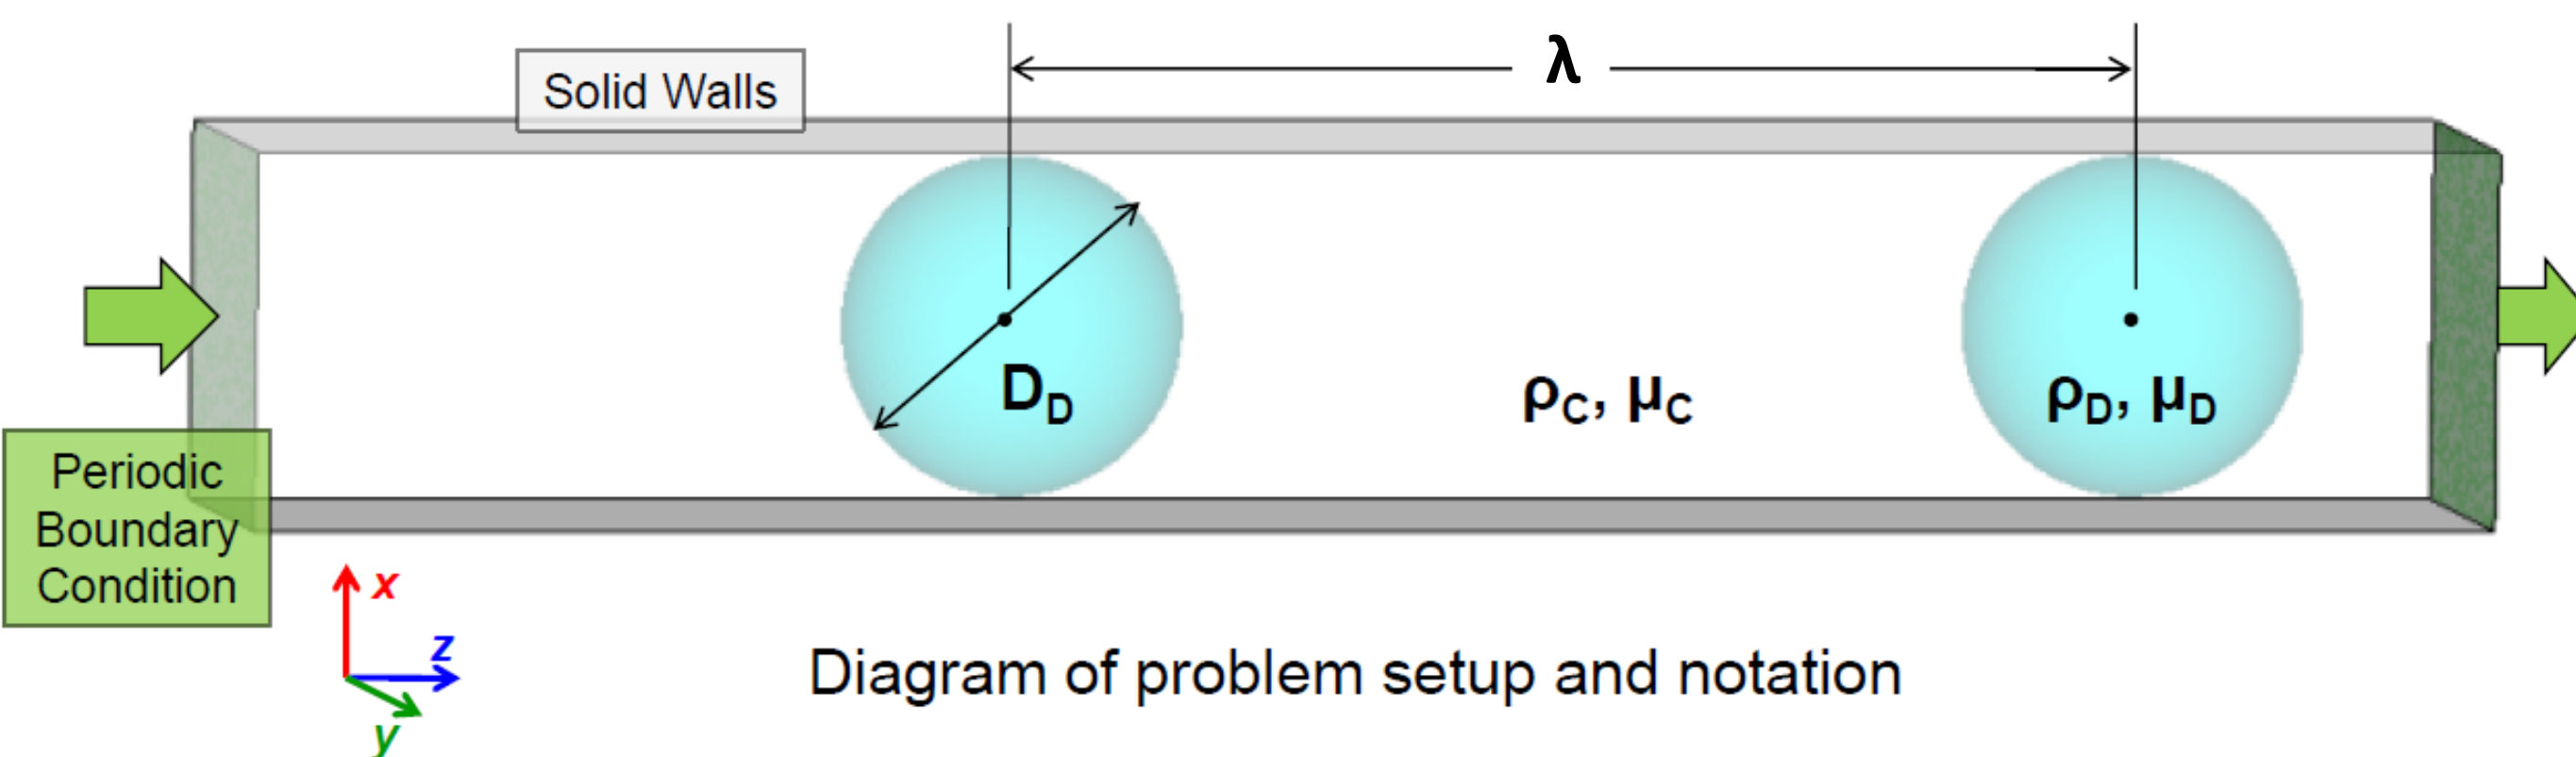 λ
Solid Walls
D_D
ρ_C, μ_C
ρ_D, μ_D
Periodic
Boundary
Condition
x
z
y
Diagram of problem setup and notation